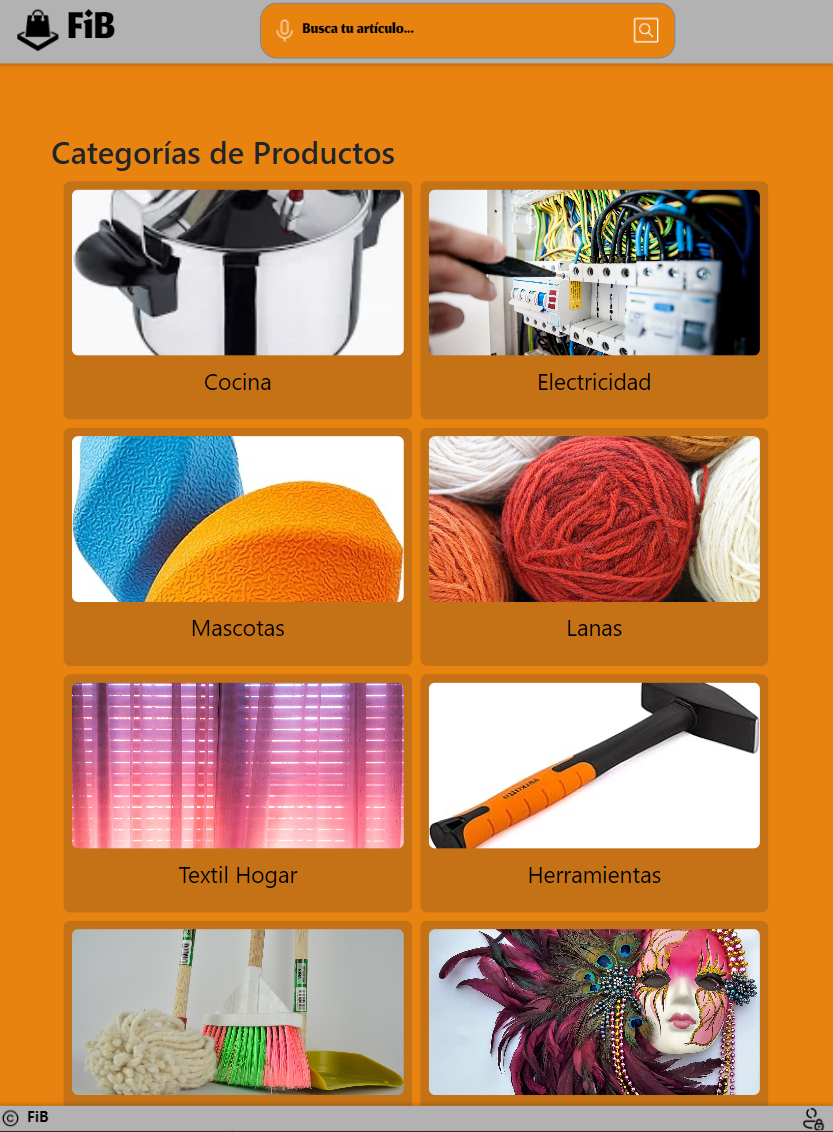 FiB
Busca tu artículo...
Categorías de Productos
Cocina
Electricidad
Mascotas
Lanas
Textil Hogar
Herramientas
© FiB